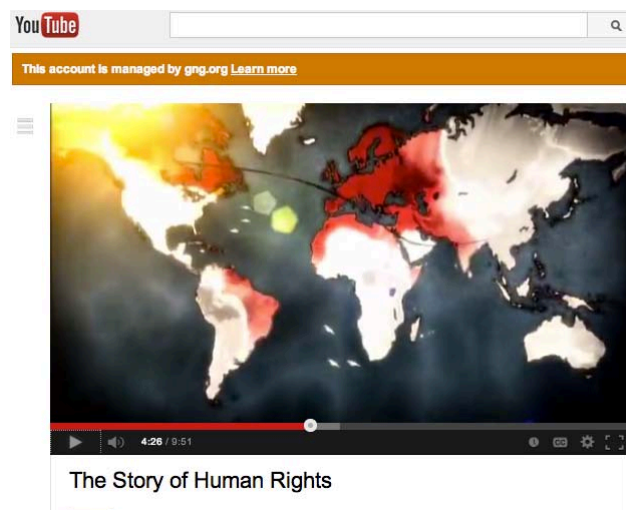 YouTube
This account is managed by gng.org Learn more
4:26 / 9:51
CC
The Story of Human Rights